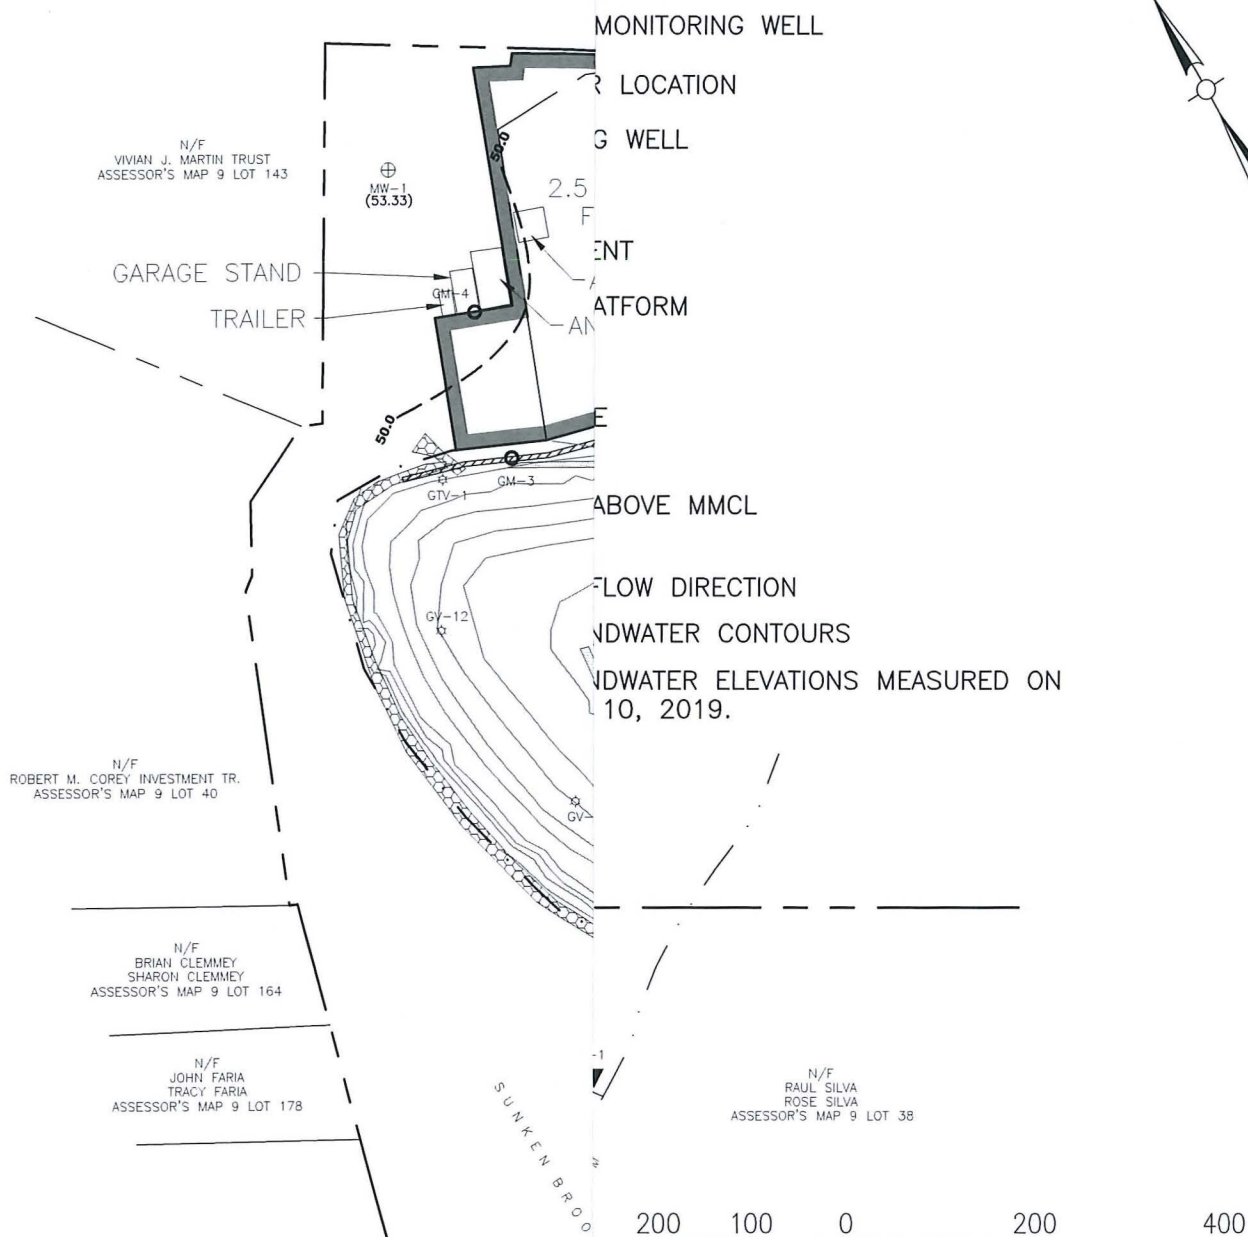 MONITORING WELL
R LOCATION
G WELL
ENT
ATFORM
E
ABOVE MMCL
FLOW DIRECTION
NDWATER CONTOURS
NDWATER ELEVATIONS MEASURED ON
10, 2019.
N/F
VIVIAN J. MARTIN TRUST
ASSESSOR'S MAP 9 LOT 143
MW-1
(53.33)
50.0
2.5
F
GARAGE STAND
GM-4
TRAILER
A
AN
50.0
GTV-1
GM-3
GV-12
GV-
N/F
ROBERT M. COREY INVESTMENT TR.
ASSESSOR'S MAP 9 LOT 40
N/F
BRIAN CLEMMEY
SHARON CLEMMEY
ASSESSOR'S MAP 9 LOT 164
N/F
JOHN FARIA
TRACY FARIA
ASSESSOR'S MAP 9 LOT 178
SUNKEN BROO
-1
N/F
RAUL SILVA
ROSE SILVA
ASSESSOR'S MAP 9 LOT 38
200 100 0 200 400